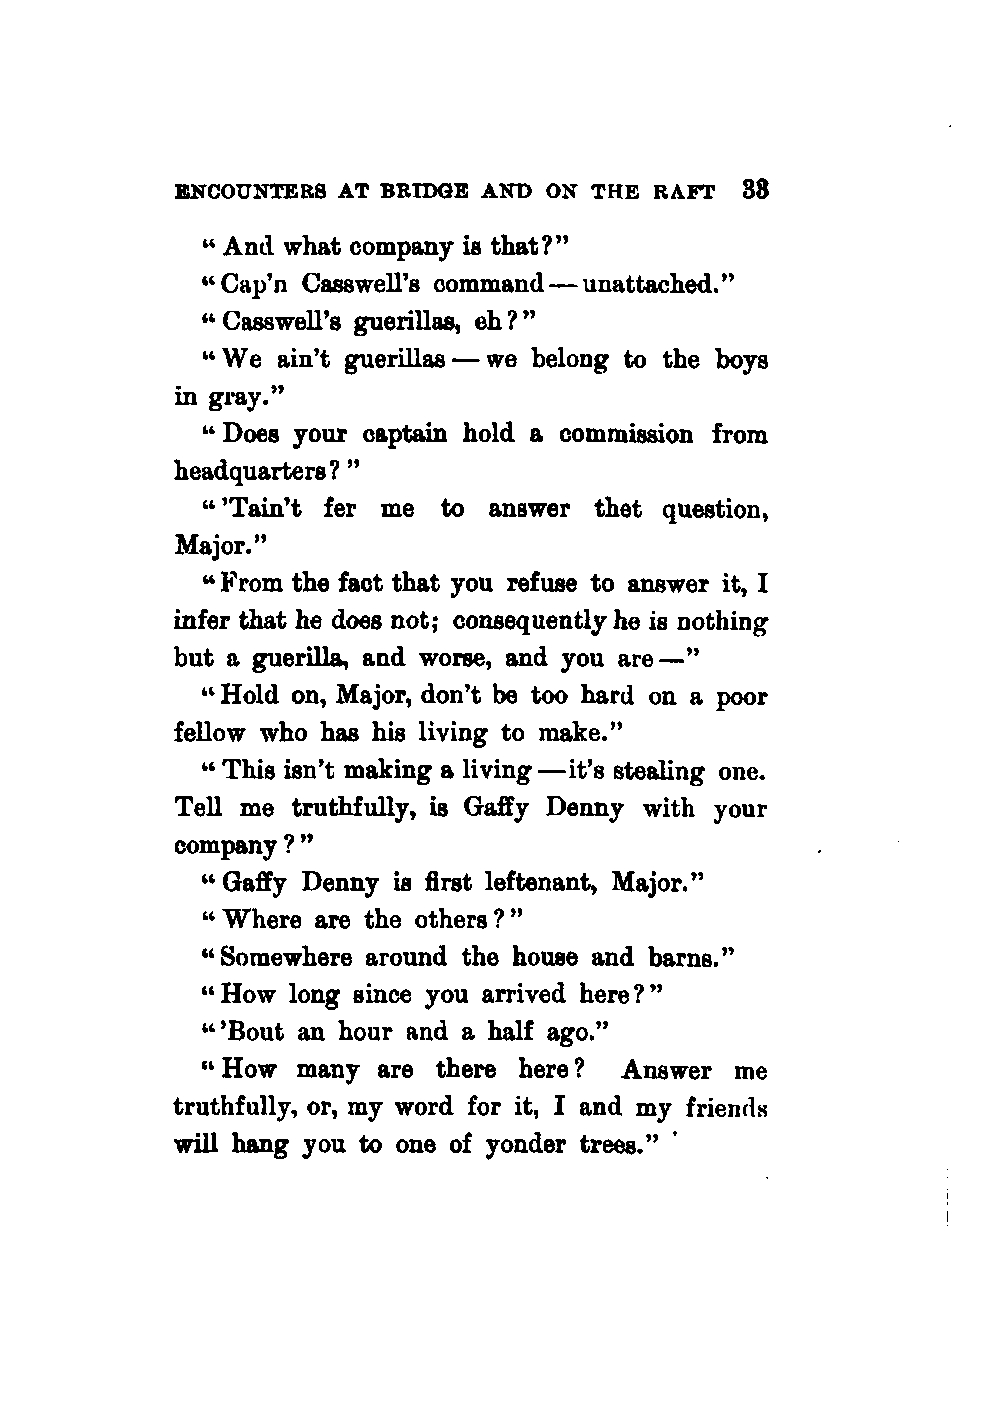 ENCOUNTERS AT BRIDGE AND ON THE RAFT 33
“And what company is that?”
“Cap’n Casswell’s command—unattached.”
“Casswell’s guerillas, eh?”
“We ain’t guerillas—we belong to the boys
in gray.”
“Does your captain hold a commission from
headquarters?”
“’Tain’t fer me to answer thet question,
Major.”
“From the fact that you refuse to answer it, I
infer that he does not; consequently he is nothing
but a guerilla, and worse, and you are—”
“Hold on, Major, don’t be too hard on a poor
fellow who has his living to make.”
“This isn’t making a living—it’s stealing one.
Tell me truthfully, is Gaffy Denny with your
company?”
“Gaffy Denny is first leftenant, Major.”
“Where are the others?”
“Somewhere around the house and barns.”
“How long since you arrived here?”
“’Bout an hour and a half ago.”
“How many are there here? Answer me
truthfully, or, my word for it, I and my friends
will hang you to one of yonder trees.”